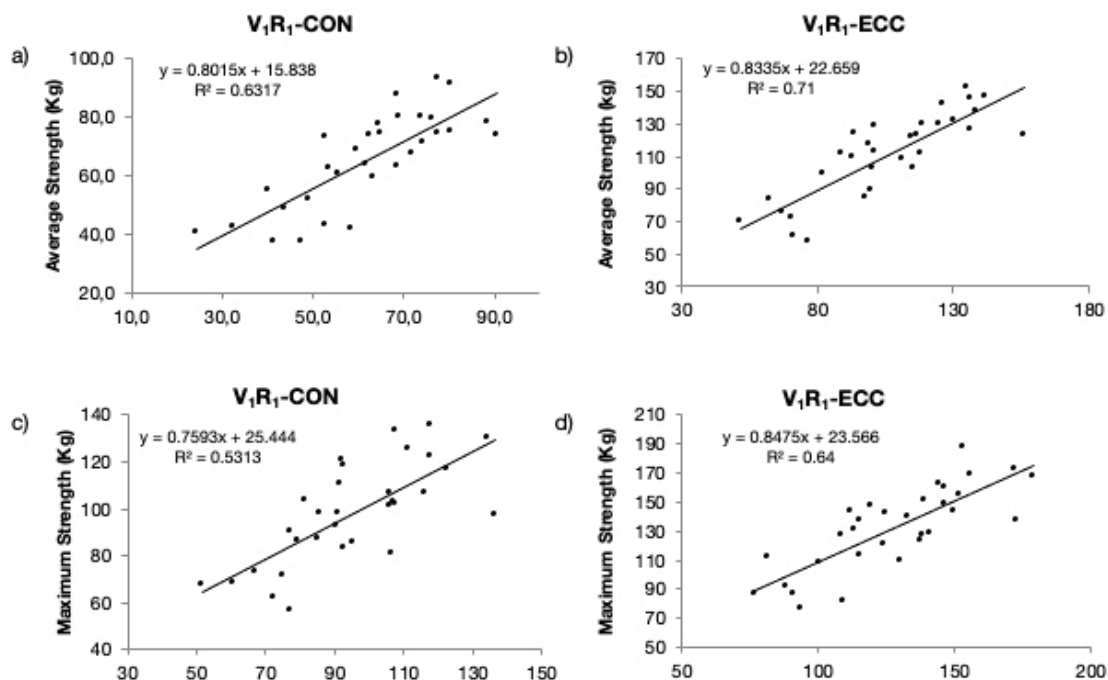 V₁R₁-CON
a)
y = 0.8015x + 15.838
R² = 0.6317
Average Strength (Kg)
100,0
80,0
60,0
40,0
20,0
10,0 30,0 50,0 70,0 90,0
V₁R₁-ECC
b)
y = 0.8335x + 22.659
R² = 0.71
Average Strength (kg)
170
150
130
110
90
70
50
30
30 80 130 180
V₁R₁-CON
c)
y = 0.7593x + 25.444
R² = 0.5313
Maximum Strength (Kg)
140
120
100
80
60
40
30 50 70 90 110 130 150
V₁R₁-ECC
d)
y = 0.8475x + 23.566
R² = 0.64
Maximum Strength (Kg)
210
190
170
150
130
110
90
70
50
50 100 150 200